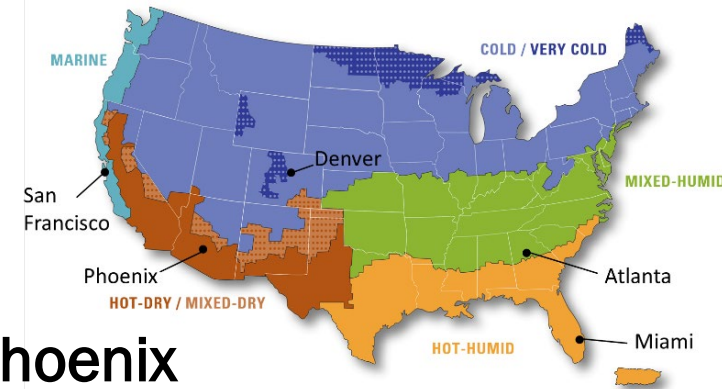 MARINE
COLD / VERY COLD
Denver
San
Francisco
MIXED-HUMID
Phoenix
Atlanta
HOT-DRY / MIXED-DRY
Miami
HOT-HUMID
hoenix